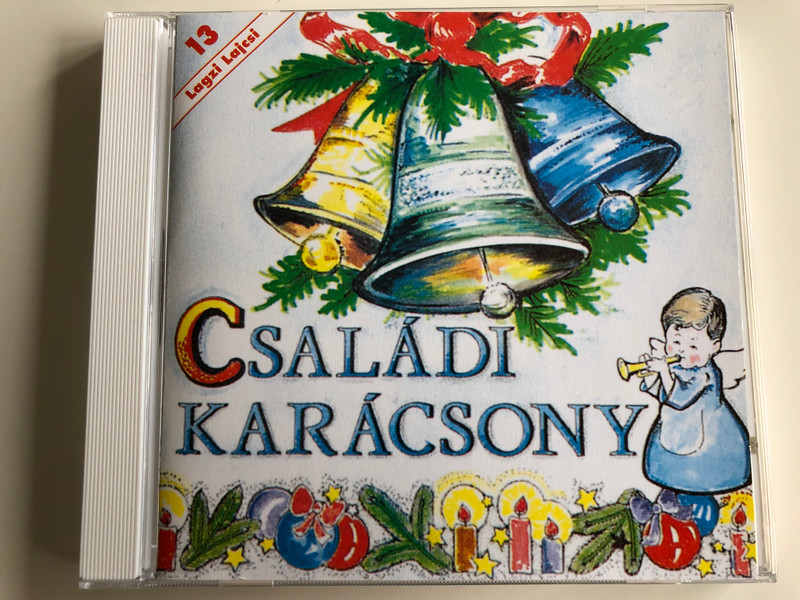 13
Lagzi Lajcsi
CSALÁDI
KARÁCSONY